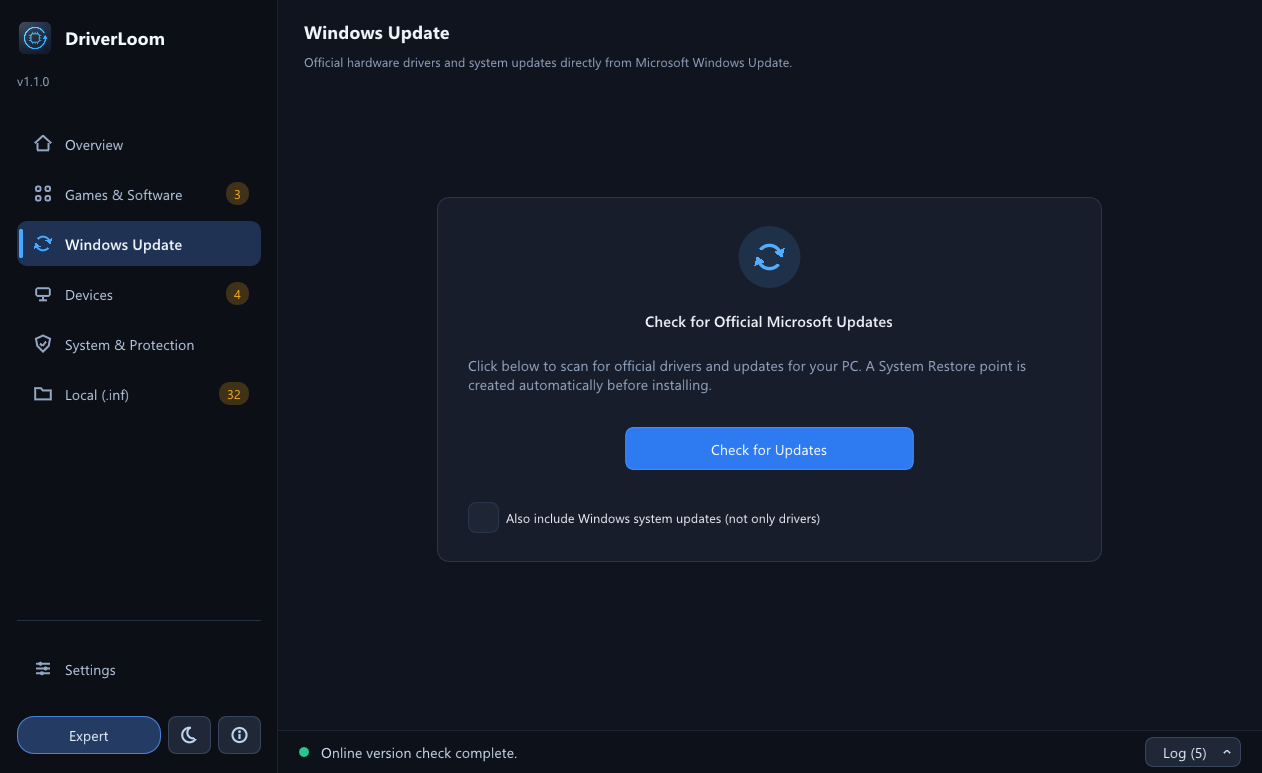 DriverLoom
v1.1.0
Overview
Games & Software 3
Windows Update
Devices 4
System & Protection
Local (.inf) 32
Settings
Expert
Windows Update
Official hardware drivers and system updates directly from Microsoft Windows Update.
Check for Official Microsoft Updates
Click below to scan for official drivers and updates for your PC. A System Restore point is
created automatically before installing.
Check for Updates
Also include Windows system updates (not only drivers)
Online version check complete.
Log (5)